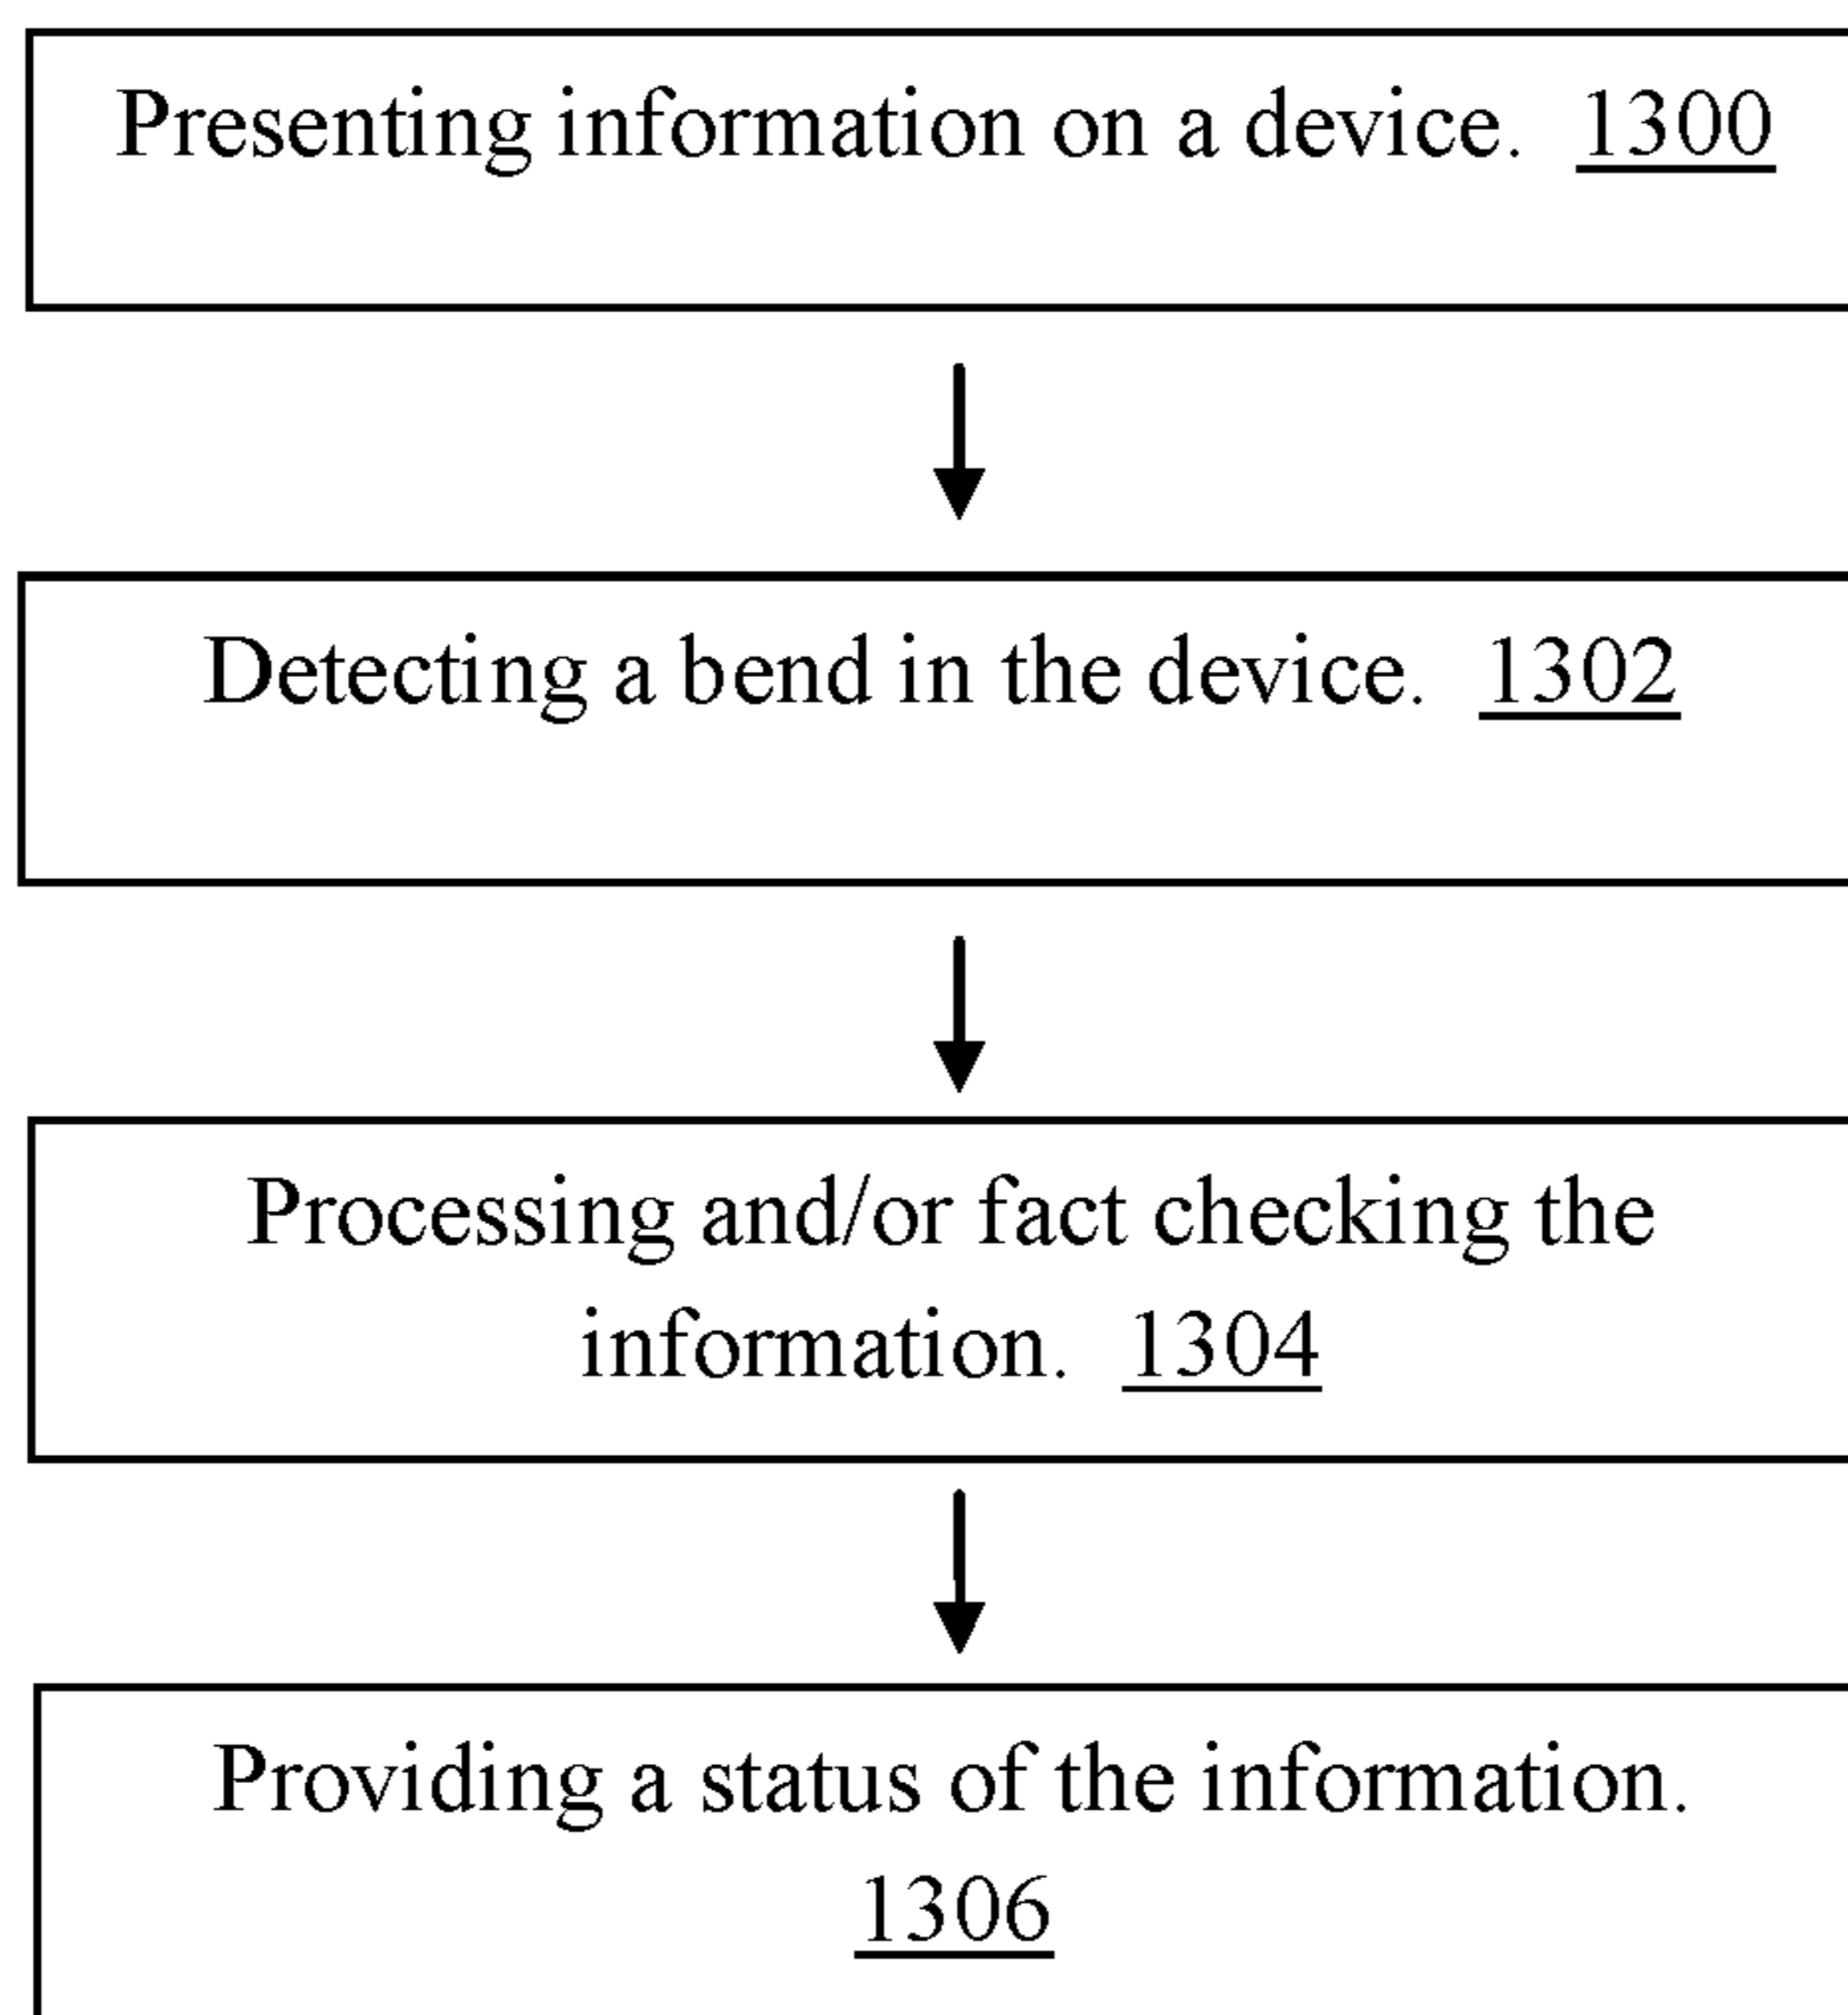 Presenting information on a device. 1300
Detecting a bend in the device. 1302
Processing and/or fact checking the
information. 1304
Providing a status of the information.
1306